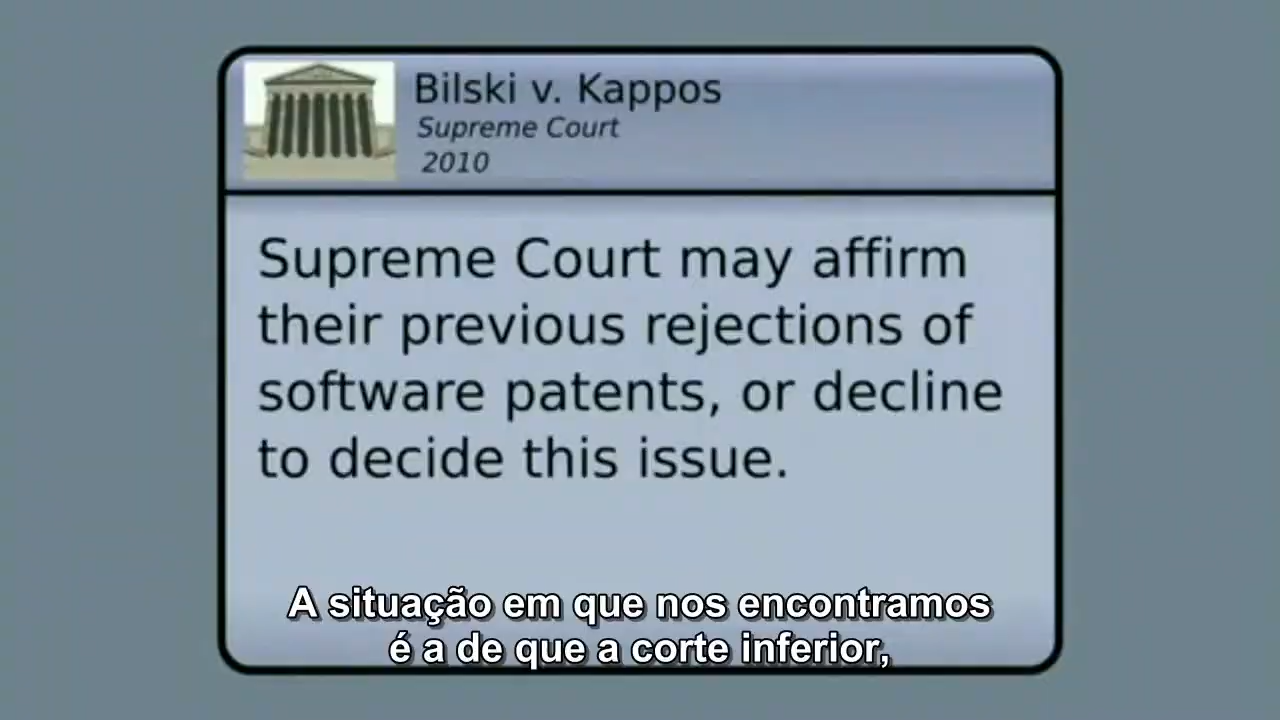 Bilski v. Kappos
Supreme Court
2010
Supreme Court may affirm
their previous rejections of
software patents, or decline
to decide this issue.
A situação em que nos encontramos
é a de que a corte inferior,